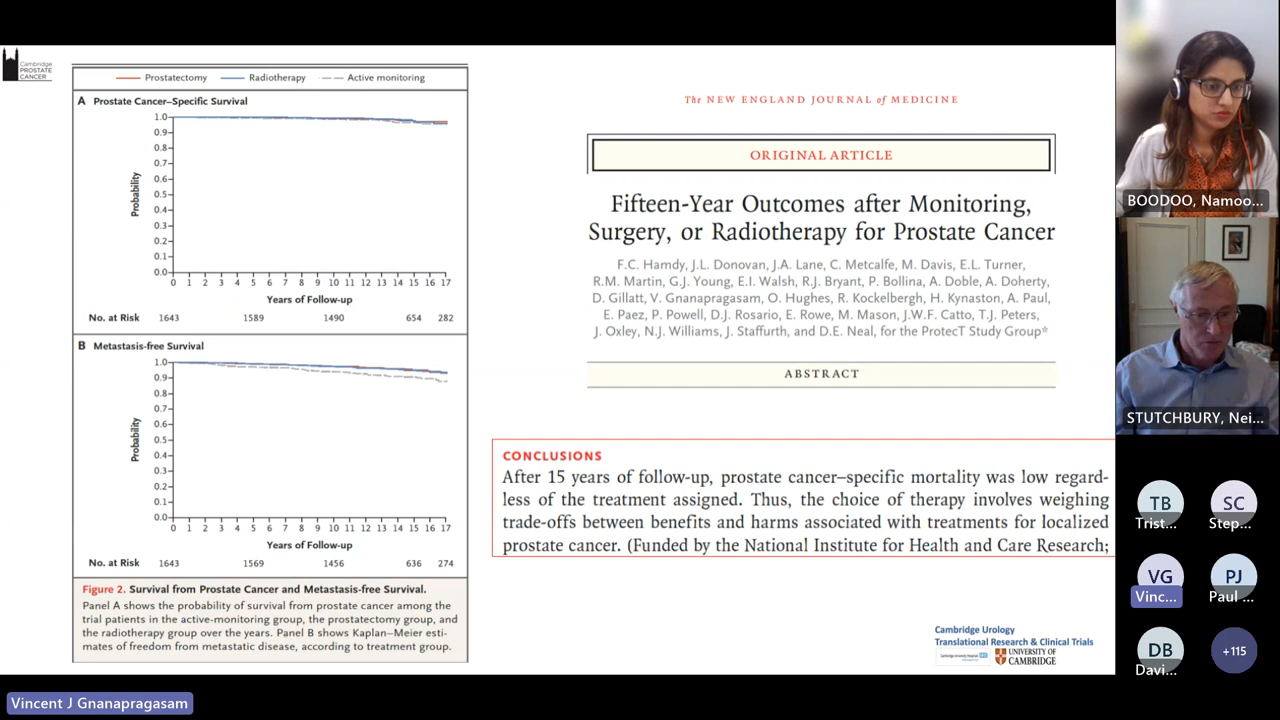 Cambridge
PROSTATE
CANCER
Prostatectomy Radiotherapy Active monitoring
A Prostate Cancer–Specific Survival
1.0
0.9
0.8
0.7
0.6
0.5
0.4
0.3
0.2
0.1
0.0
Probability
0 1 2 3 4 5 6 7 8 9 10 11 12 13 14 15 16 17
Years of Follow-up
No. at Risk 1643 1589 1490 654 282
B Metastasis-free Survival
1.0
0.9
0.8
0.7
0.6
0.5
0.4
0.3
0.2
0.1
0.0
Probability
0 1 2 3 4 5 6 7 8 9 10 11 12 13 14 15 16 17
Years of Follow-up
No. at Risk 1643 1569 1456 636 274
Figure 2. Survival from Prostate Cancer and Metastasis-free Survival.
Panel A shows the probability of survival from prostate cancer among the
trial patients in the active-monitoring group, the prostatectomy group, and
the radiotherapy group over the years. Panel B shows Kaplan–Meier esti-
mates of freedom from metastatic disease, according to treatment group.
The NEW ENGLAND JOURNAL of MEDICINE
ORIGINAL ARTICLE
Fifteen-Year Outcomes after Monitoring,
Surgery, or Radiotherapy for Prostate Cancer
F.C. Hamdy, J.L. Donovan, J.A. Lane, C. Metcalfe, M. Davis, E.L. Turner,
R.M. Martin, G.J. Young, E.I. Walsh, R.J. Bryant, P. Bollina, A. Doble, A. Doherty,
D. Gillatt, V. Gnanapragasam, O. Hughes, R. Kockelbergh, H. Kynaston, A. Paul,
E. Paez, P. Powell, D.J. Rosario, E. Rowe, M. Mason, J.W.F. Catto, T.J. Peters,
J. Oxley, N.J. Williams, J. Staffurth, and D.E. Neal, for the ProtecT Study Group*
ABSTRACT
CONCLUSIONS
After 15 years of follow-up, prostate cancer–specific mortality was low regard-
less of the treatment assigned. Thus, the choice of therapy involves weighing
trade-offs between benefits and harms associated with treatments for localized
prostate cancer. (Funded by the National Institute for Health and Care Research;
Cambridge Urology
Translational Research & Clinical Trials
UNIVERSITY OF
CAMBRIDGE
BOODOO, Namoo...
STUTCHBURY, Nei...
TB
Trist...
SC
Step...
VG
Vinc...
PJ
Paul ...
DB
Davi...
+115
Vincent J Gnanapragasam